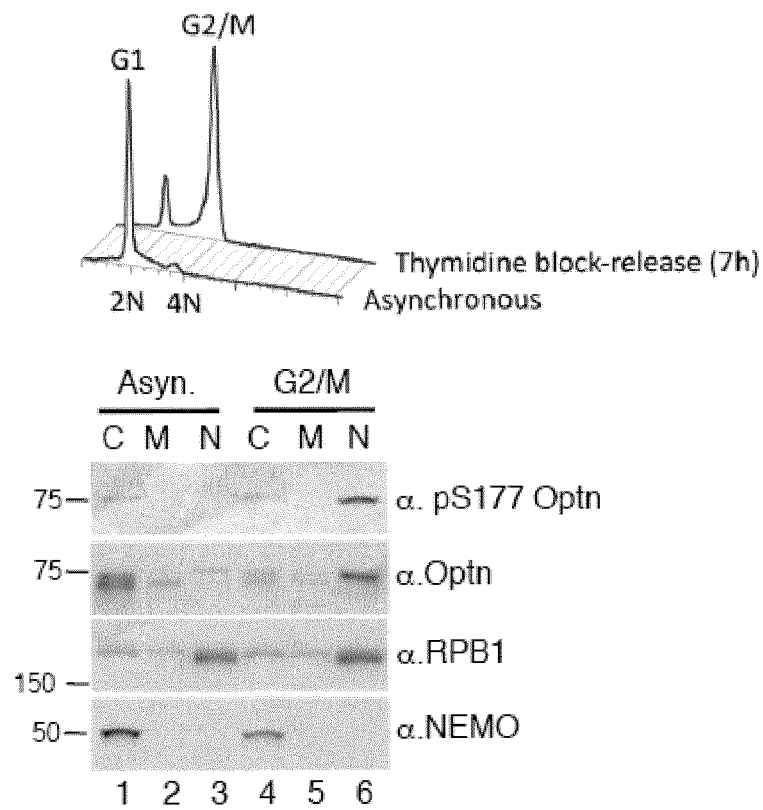 G2/M
G1
Thymidine block-release (7h)
2N 4N Asynchronous
Asyn. G2/M
C M N C M N
75 α. pS177 Optn
75 α.Optn
α.RPB1
150
50 α.NEMO
1 2 3 4 5 6